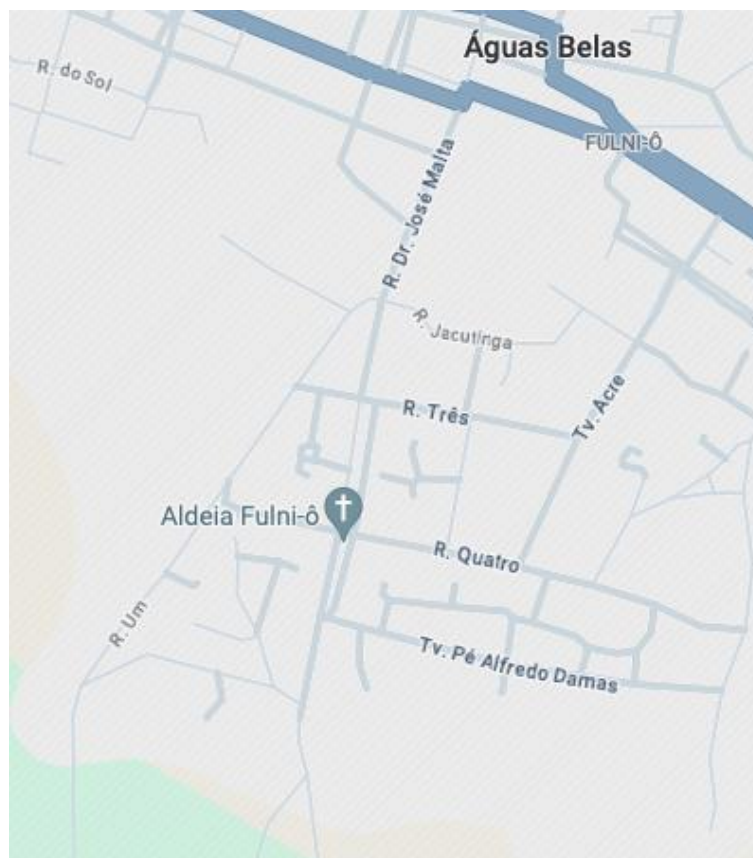 Águas Belas
R. do Sol
FULNI-Ô
R. Dr. José Malta
R. Jacutinga
R. Três
Tv. Acre
Aldeia Fulni-ô
R. Quatro
R. Um
Tv. Pé Alfredo Damas